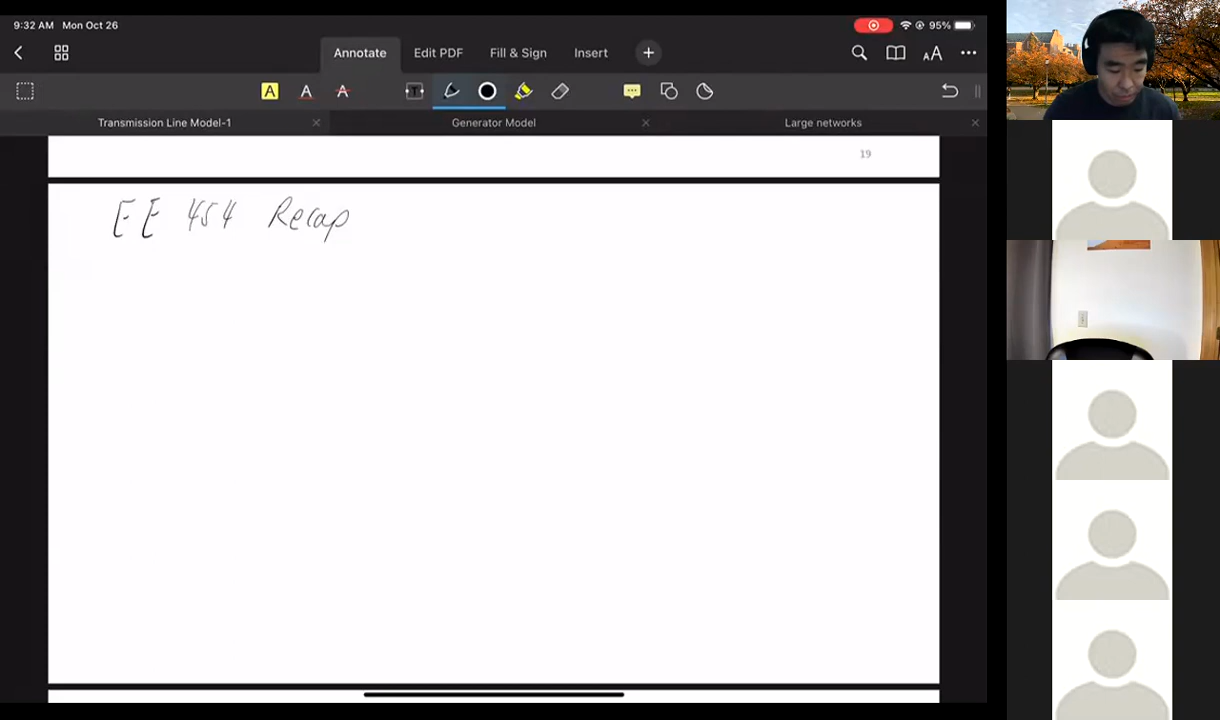 9:32 AM Mon Oct 26
95%
Annotate Edit PDF Fill & Sign Insert +
A A A T AA
Transmission Line Model-1 × Generator Model × Large networks ×
19
EE 454 Recap